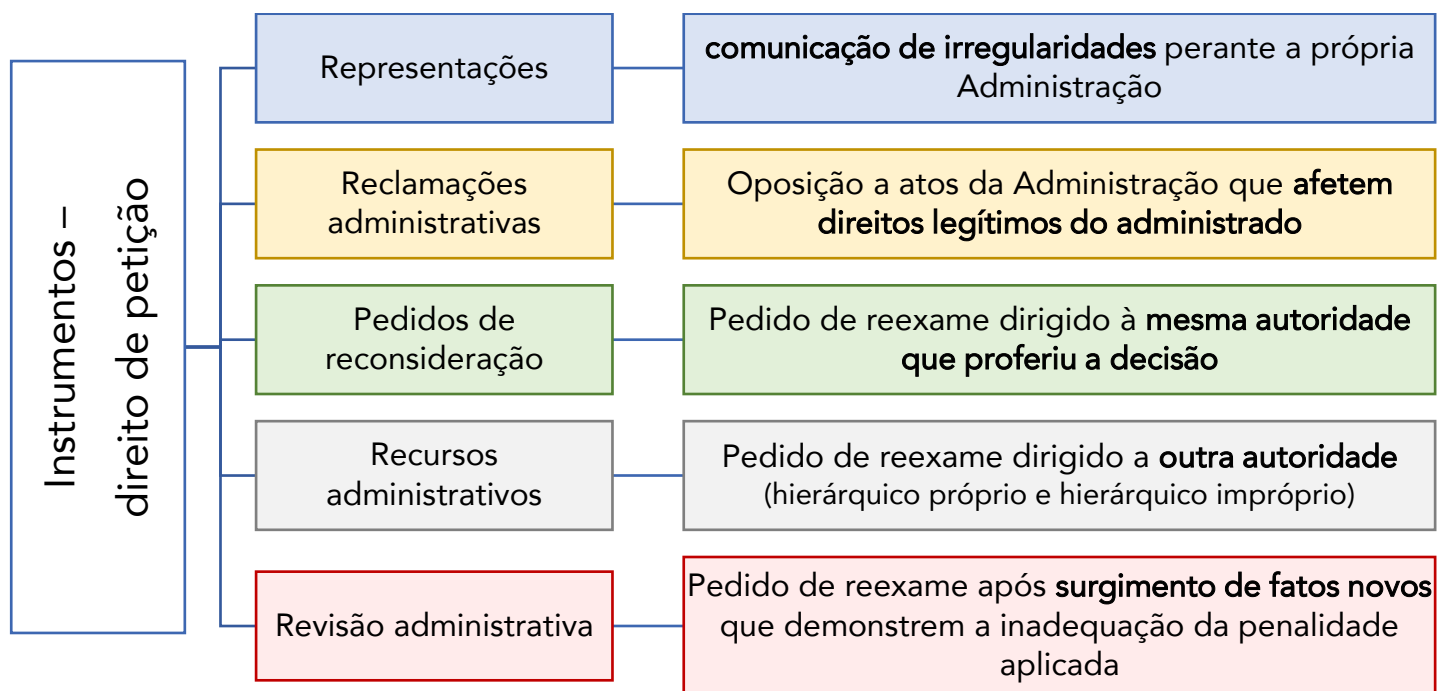 Instrumentos –
direito de petição
Representações
comunicação de irregularidades perante a própria
Administração
Reclamações
administrativas
Oposição a atos da Administração que afetem
direitos legítimos do administrado
Pedidos de
reconsideração
Pedido de reexame dirigido à mesma autoridade
que proferiu a decisão
Recursos
administrativos
Pedido de reexame dirigido a outra autoridade
(hierárquico próprio e hierárquico impróprio)
Revisão administrativa
Pedido de reexame após surgimento de fatos novos
que demonstrem a inadequação da penalidade
aplicada